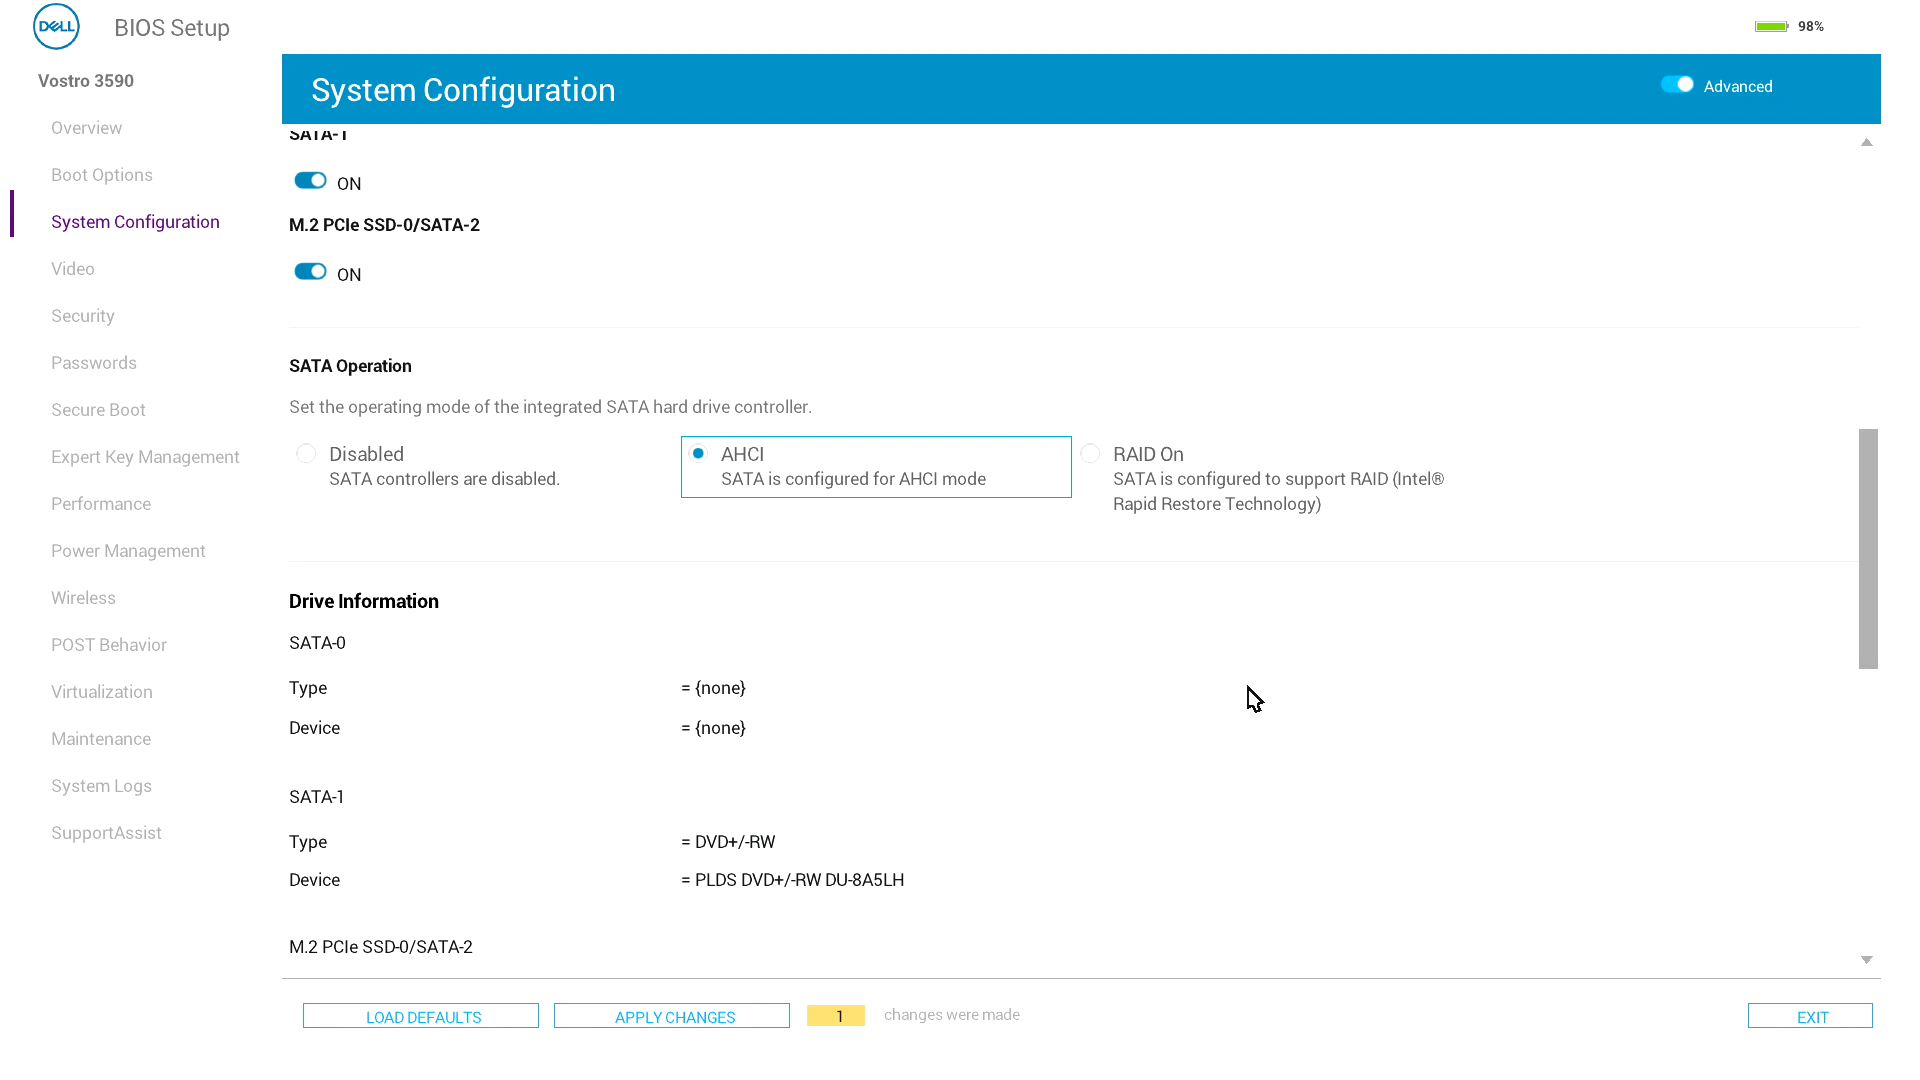 DELL
BIOS Setup
98%
Vostro 3590
Overview
Boot Options
System Configuration
Video
Security
Passwords
Secure Boot
Expert Key Management
Performance
Power Management
Wireless
POST Behavior
Virtualization
Maintenance
System Logs
SupportAssist
System Configuration
Advanced
SATA-1
ON
M.2 PCIe SSD-0/SATA-2
ON
SATA Operation
Set the operating mode of the integrated SATA hard drive controller.
Disabled
SATA controllers are disabled.
AHCI
SATA is configured for AHCI mode
RAID On
SATA is configured to support RAID (Intel®
Rapid Restore Technology)
Drive Information
SATA-0
Type = {none}
Device = {none}
SATA-1
Type = DVD+/-RW
Device = PLDS DVD+/-RW DU-8A5LH
M.2 PCIe SSD-0/SATA-2
LOAD DEFAULTS
APPLY CHANGES
1 changes were made
EXIT